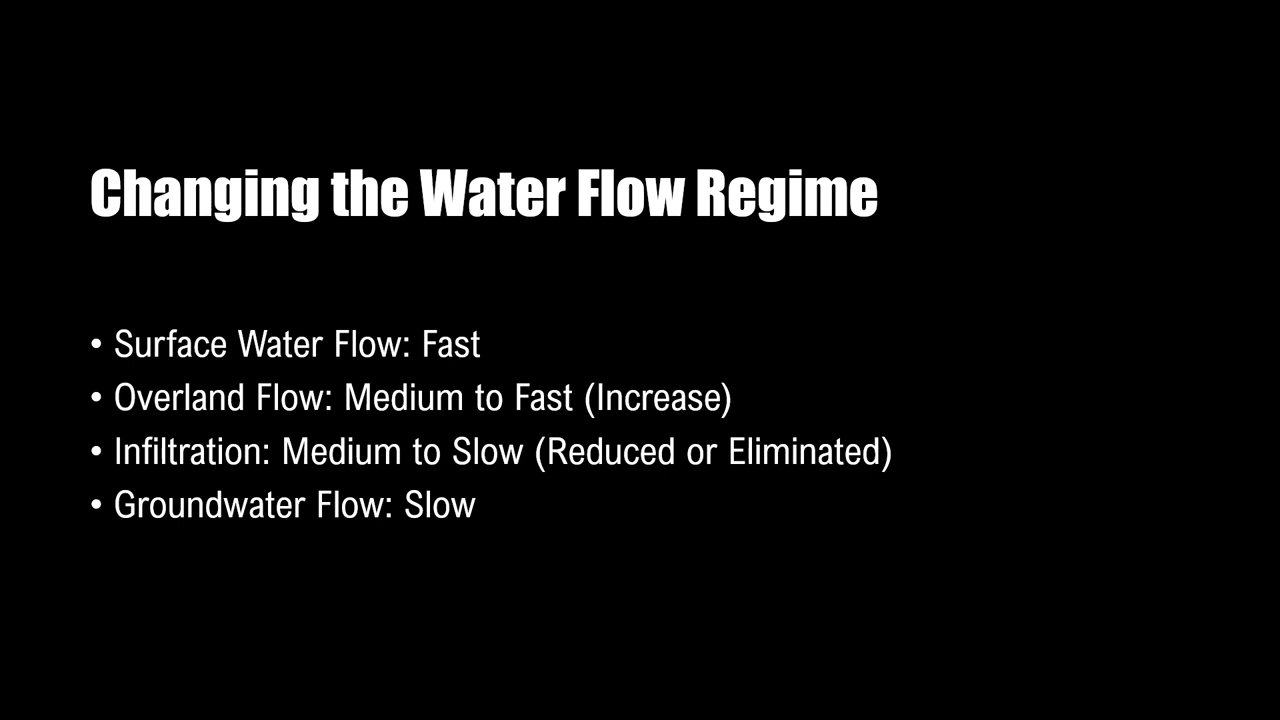 Changing the Water Flow Regime
• Surface Water Flow: Fast
• Overland Flow: Medium to Fast (Increase)
• Infiltration: Medium to Slow (Reduced or Eliminated)
• Groundwater Flow: Slow